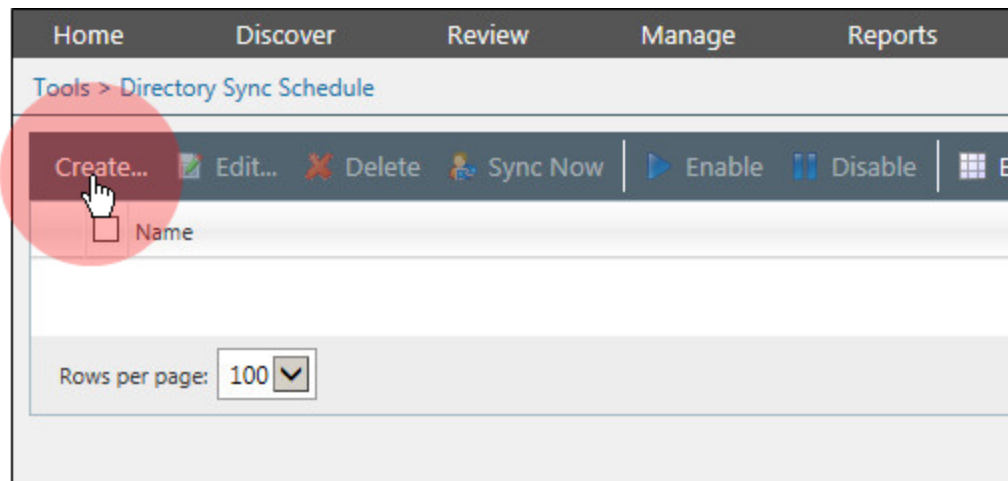 Home Discover Review Manage Reports
Tools > Directory Sync Schedule
Create... Edit... Delete Sync Now Enable Disable
Name
Rows per page: 100